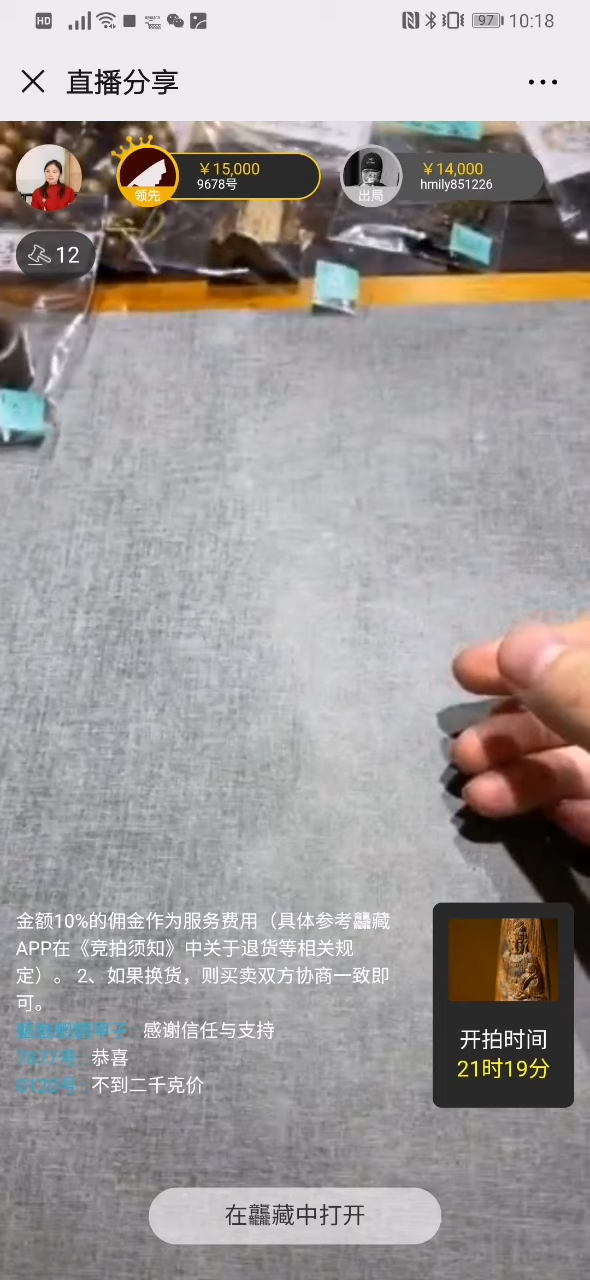 HD
97
10:18
直播分享
￥15,000
9678号
领先
￥14,000
hmily851226
出局
12
金额10%的佣金作为服务费用（具体参考龘藏
APP在《竞拍须知》中关于退货等相关规
定）。 2、如果换货，则买卖双方协商一致即
可。
感谢信任与支持
恭喜
不到二千克价
开拍时间
21时19分
在龘藏中打开